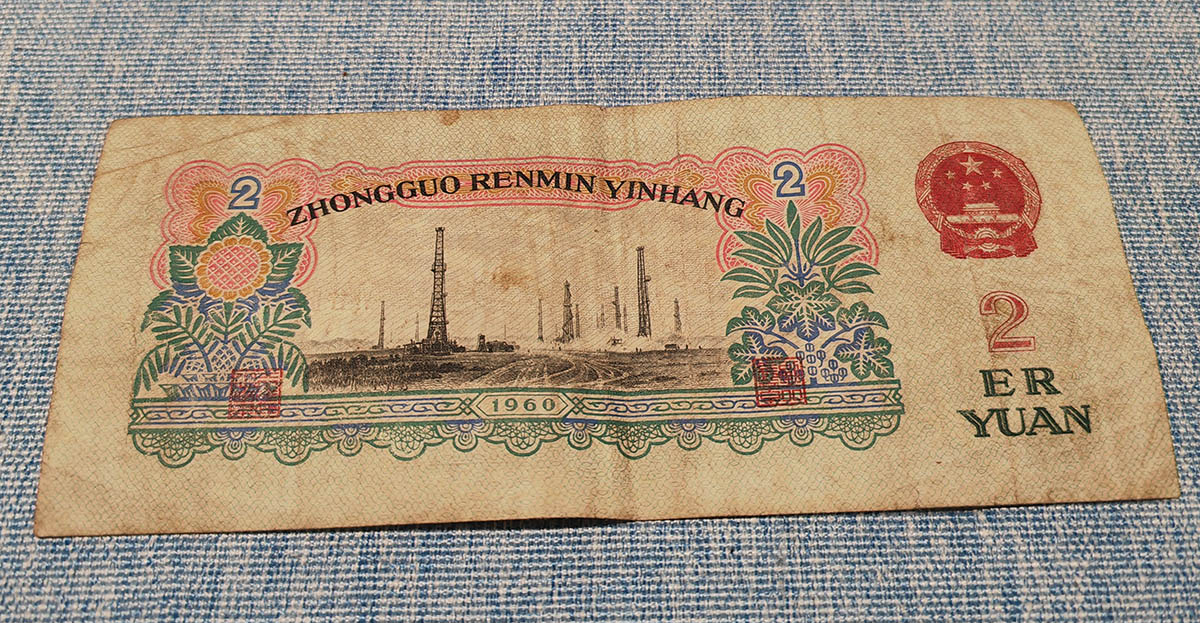 2
ZHONGGUO RENMIN YINHANG
2
1960
2
ER
YUAN